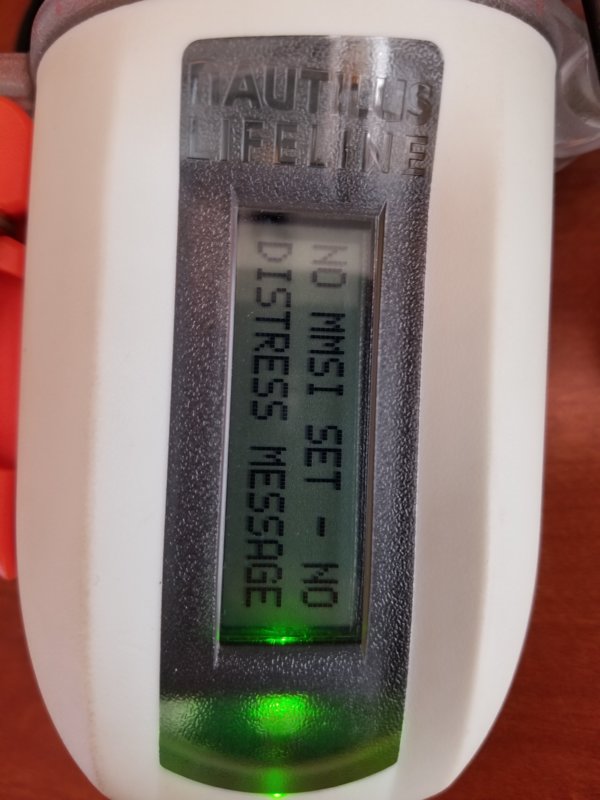 NAUTILUS
LIFELINE
NO MMSI SET - NO
DISTRESS MESSAGE